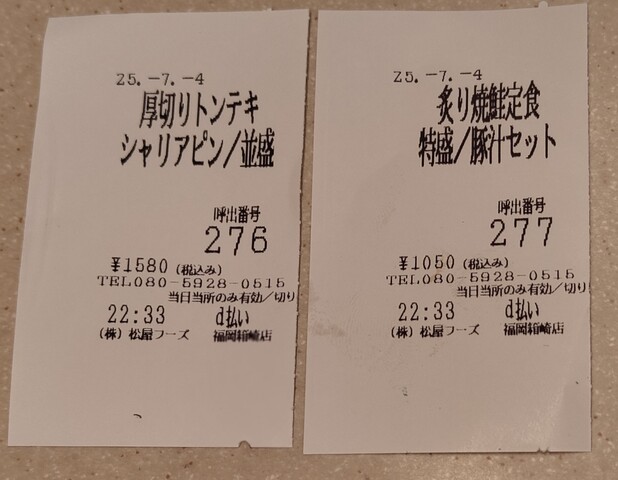 25.-7.-4
厚切りトンテキ
シャリアピン/並盛
呼出番号
276
¥1580(税込み)
TEL080-5928-0515
当日当所のみ有効/切り
22:33 d払い
(株)松屋フーズ 福岡箱崎店
25.-7.-4
炙り焼鮭定食
特盛/豚汁セット
呼出番号
277
¥1050(税込み)
TEL080-5928-0515
当日当所のみ有効/切り
22:33 d払い
(株)松屋フーズ 福岡箱崎店